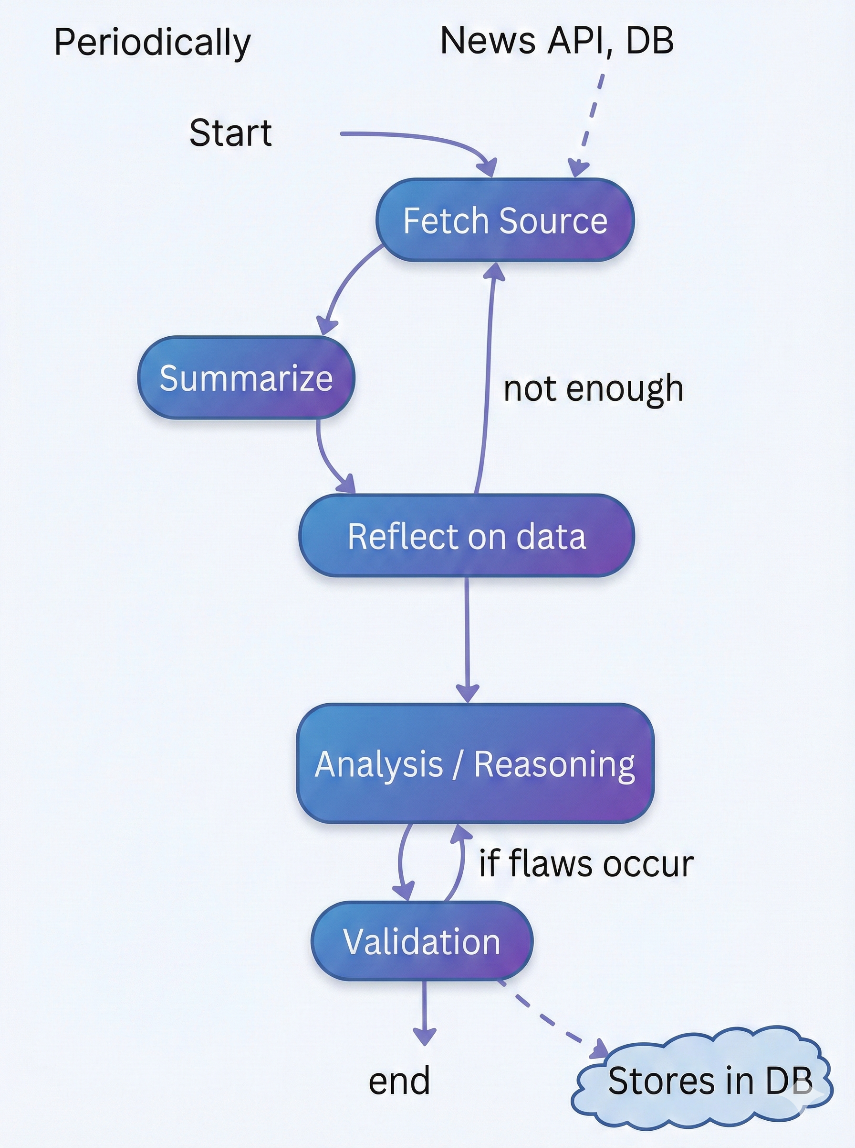 Periodically
News API, DB
Start
Fetch Source
Summarize
not enough
Reflect on data
Analysis / Reasoning
if flaws occur
Validation
end
Stores in DB